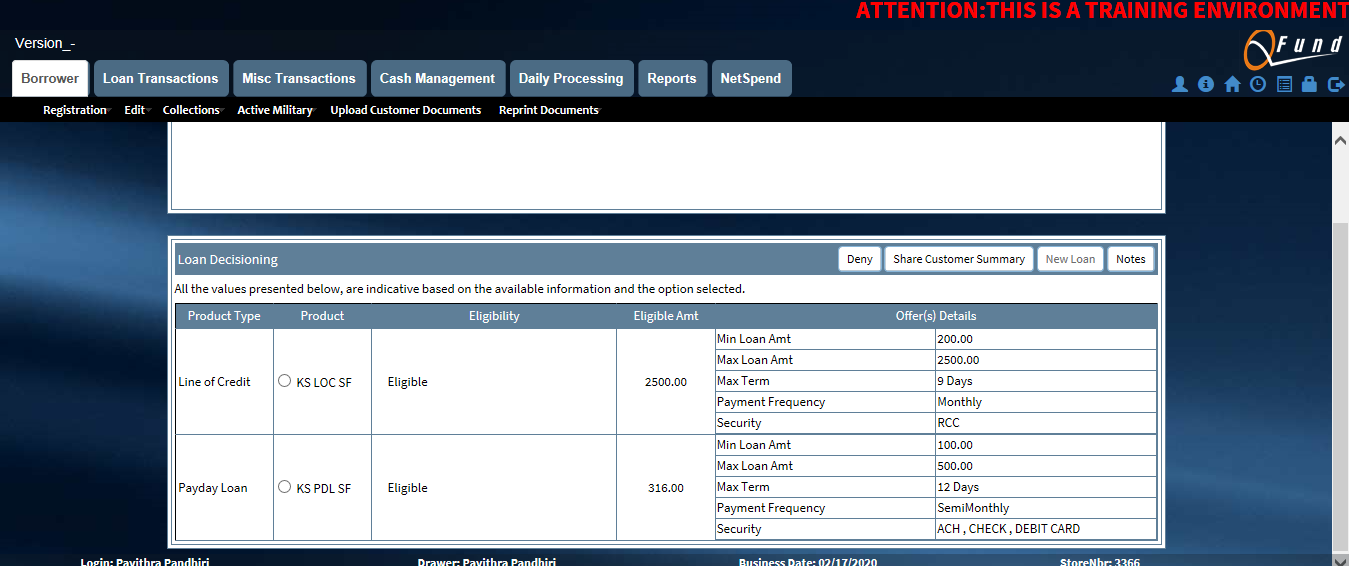 ATTENTION:THIS IS A TRAINING ENVIRONMENT
Version_-
QFund
Borrower Loan Transactions Misc Transactions Cash Management Daily Processing Reports NetSpend
Registration Edit Collections Active Military Upload Customer Documents Reprint Documents
Loan Decisioning Deny Share Customer Summary New Loan Notes
All the values presented below, are indicative based on the available information and the option selected.
Product Type Product Eligibility Eligible Amt Offer(s) Details
Min Loan Amt 200.00
Max Loan Amt 2500.00
Line of Credit KS LOC SF Eligible 2500.00 Max Term 9 Days
Payment Frequency Monthly
Security RCC
Min Loan Amt 100.00
Max Loan Amt 500.00
Payday Loan KS PDL SF Eligible 316.00 Max Term 12 Days
Payment Frequency SemiMonthly
Security ACH , CHECK , DEBIT CARD
Login: Pavithra Pandhiri Drawer: Pavithra Pandhiri Business Date: 02/17/2020 StoreNbr: 3366